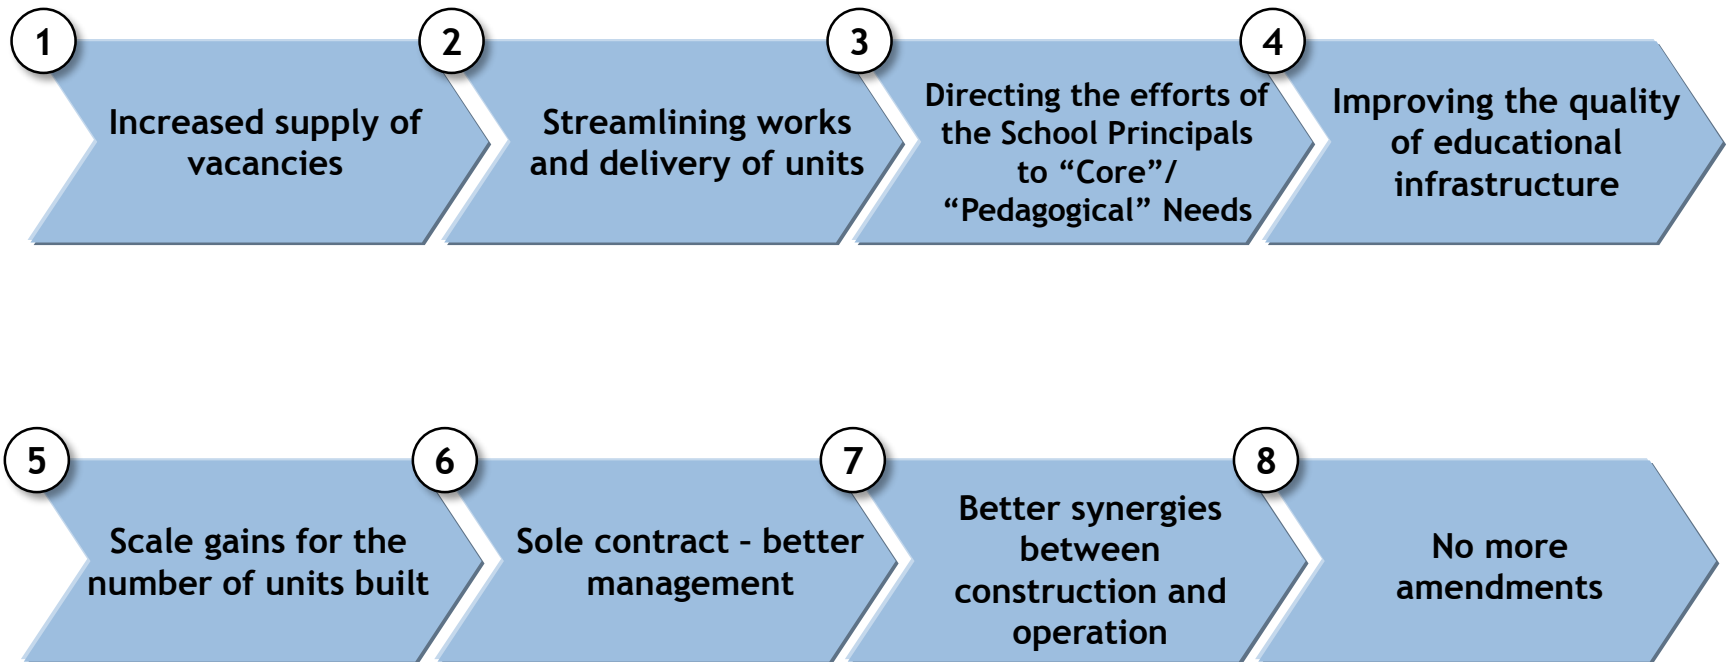 1
Increased supply of
vacancies
2
Streamlining works
and delivery of units
3
Directing the efforts of
the School Principals
to “Core”/
“Pedagogical” Needs
4
Improving the quality
of educational
infrastructure
5
Scale gains for the
number of units built
6
Sole contract – better
management
7
Better synergies
between
construction and
operation
8
No more
amendments